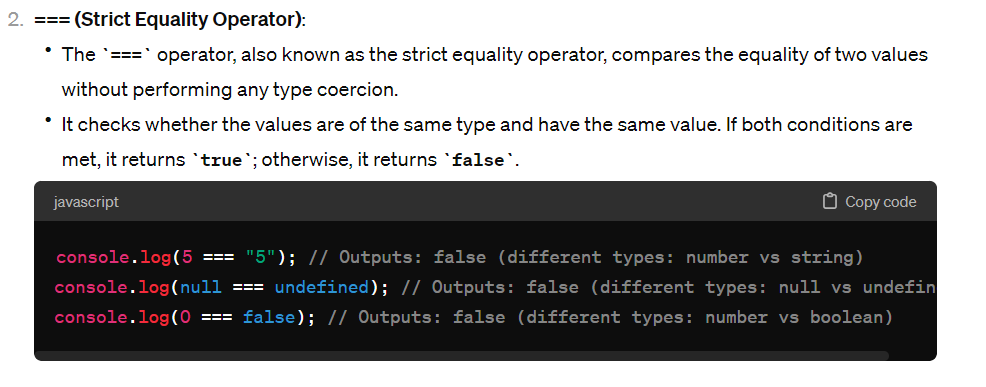 2. === (Strict Equality Operator):
• The `===` operator, also known as the strict equality operator, compares the equality of two values
without performing any type coercion.
• It checks whether the values are of the same type and have the same value. If both conditions are
met, it returns `true`; otherwise, it returns `false`.
javascript Copy code
console.log(5 === "5"); // Outputs: false (different types: number vs string)
console.log(null === undefined); // Outputs: false (different types: null vs undefin
console.log(0 === false); // Outputs: false (different types: number vs boolean)